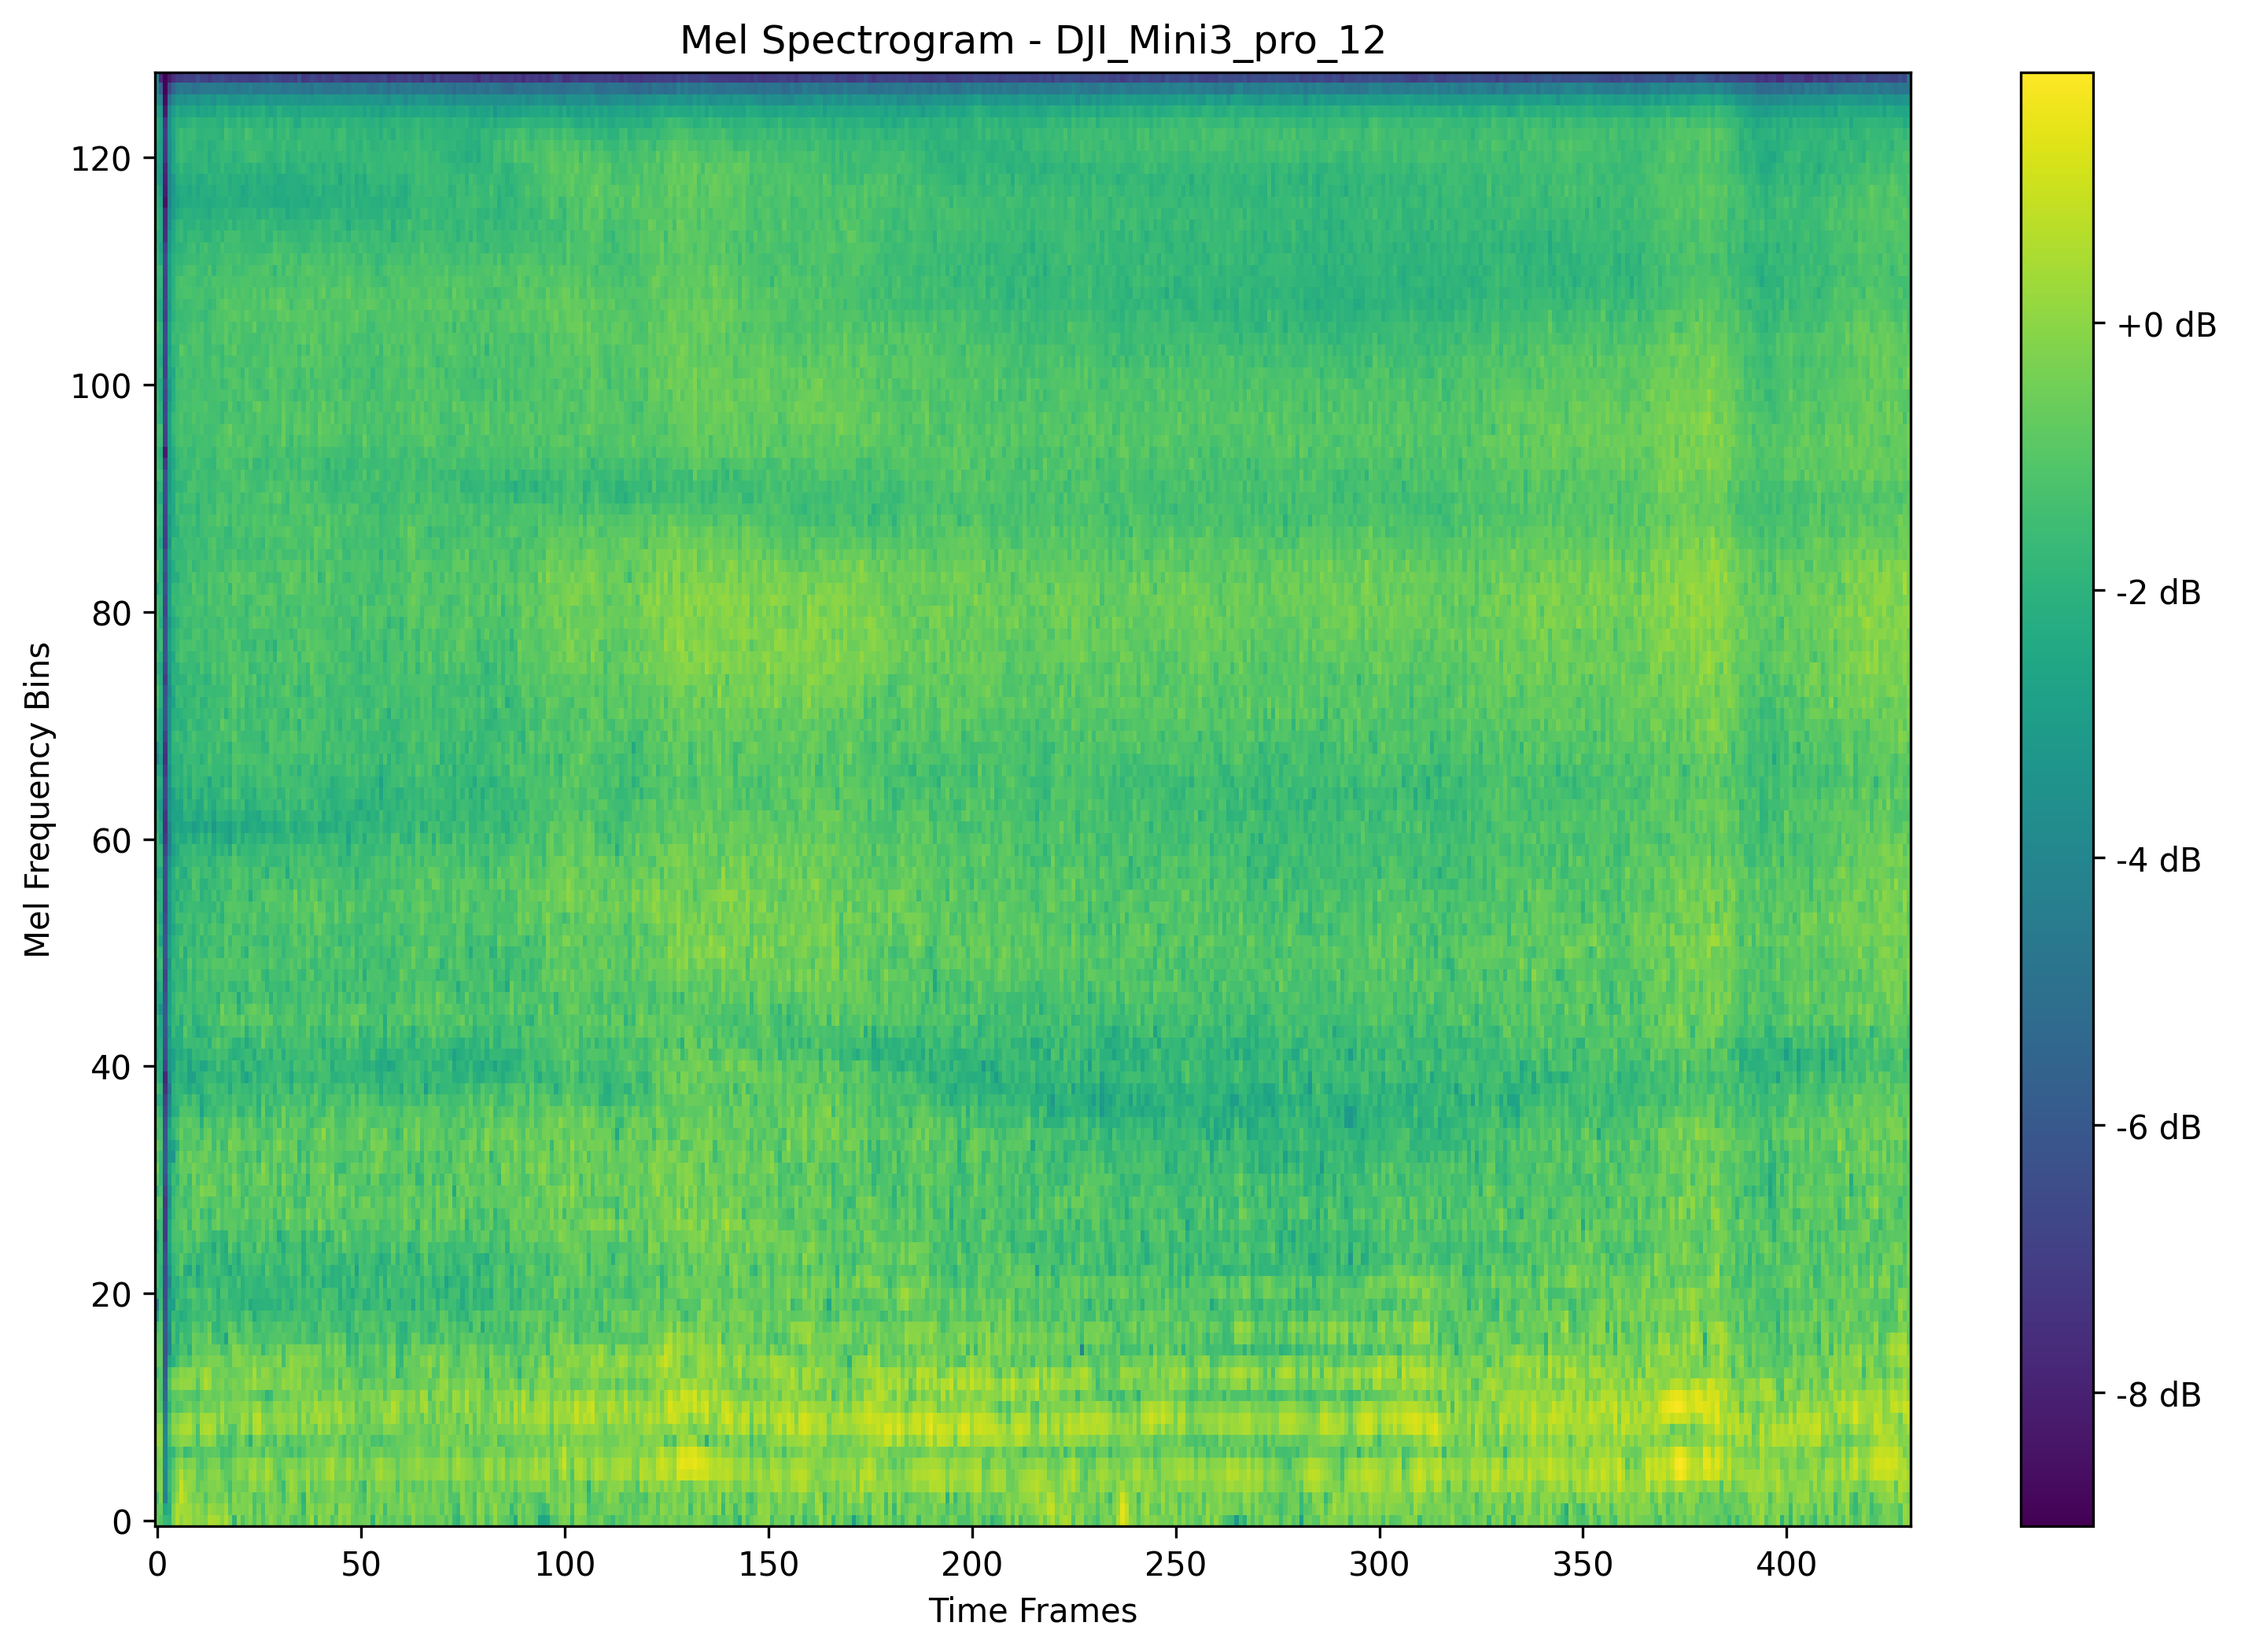 Mel Spectrogram - DJI_Mini3_pro_12
Mel Frequency Bins
120
100
80
60
40
20
0
0 50 100 150 200 250 300 350 400
Time Frames
+0 dB
-2 dB
-4 dB
-6 dB
-8 dB